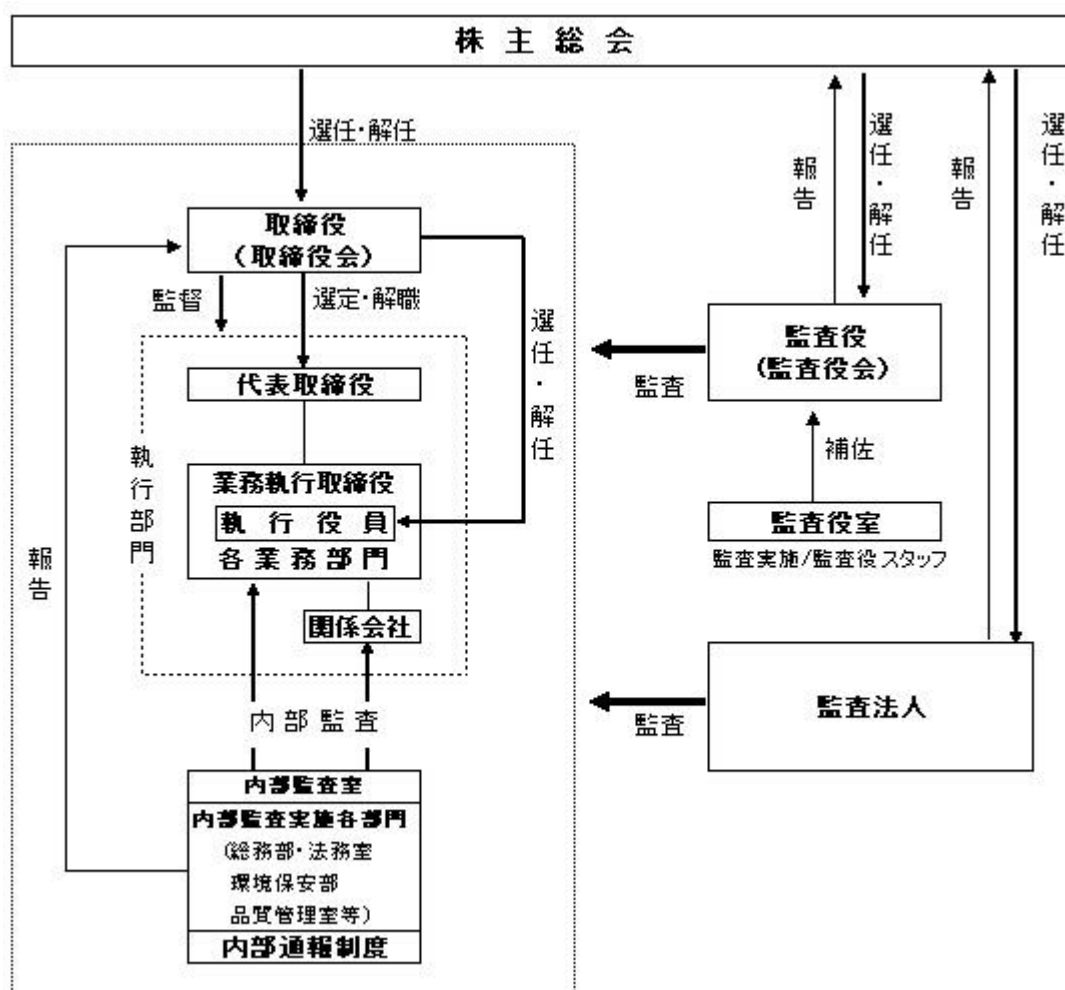 株主総会
選任・解任
取締役
(取締役会)
監督
選定・解職
選任・解任
代表取締役
執行部門
業務執行取締役
執行役員
各業務部門
関係会社
報告
内部監査
内部監査室
内部監査実施各部門
(総務部・法務室
環境保安部
品質管理室等)
内部通報制度
報告
選任・解任
報告
選任・解任
監査
監査役
(監査役会)
補佐
監査役室
監査実施/監査役スタッフ
監査
監査法人